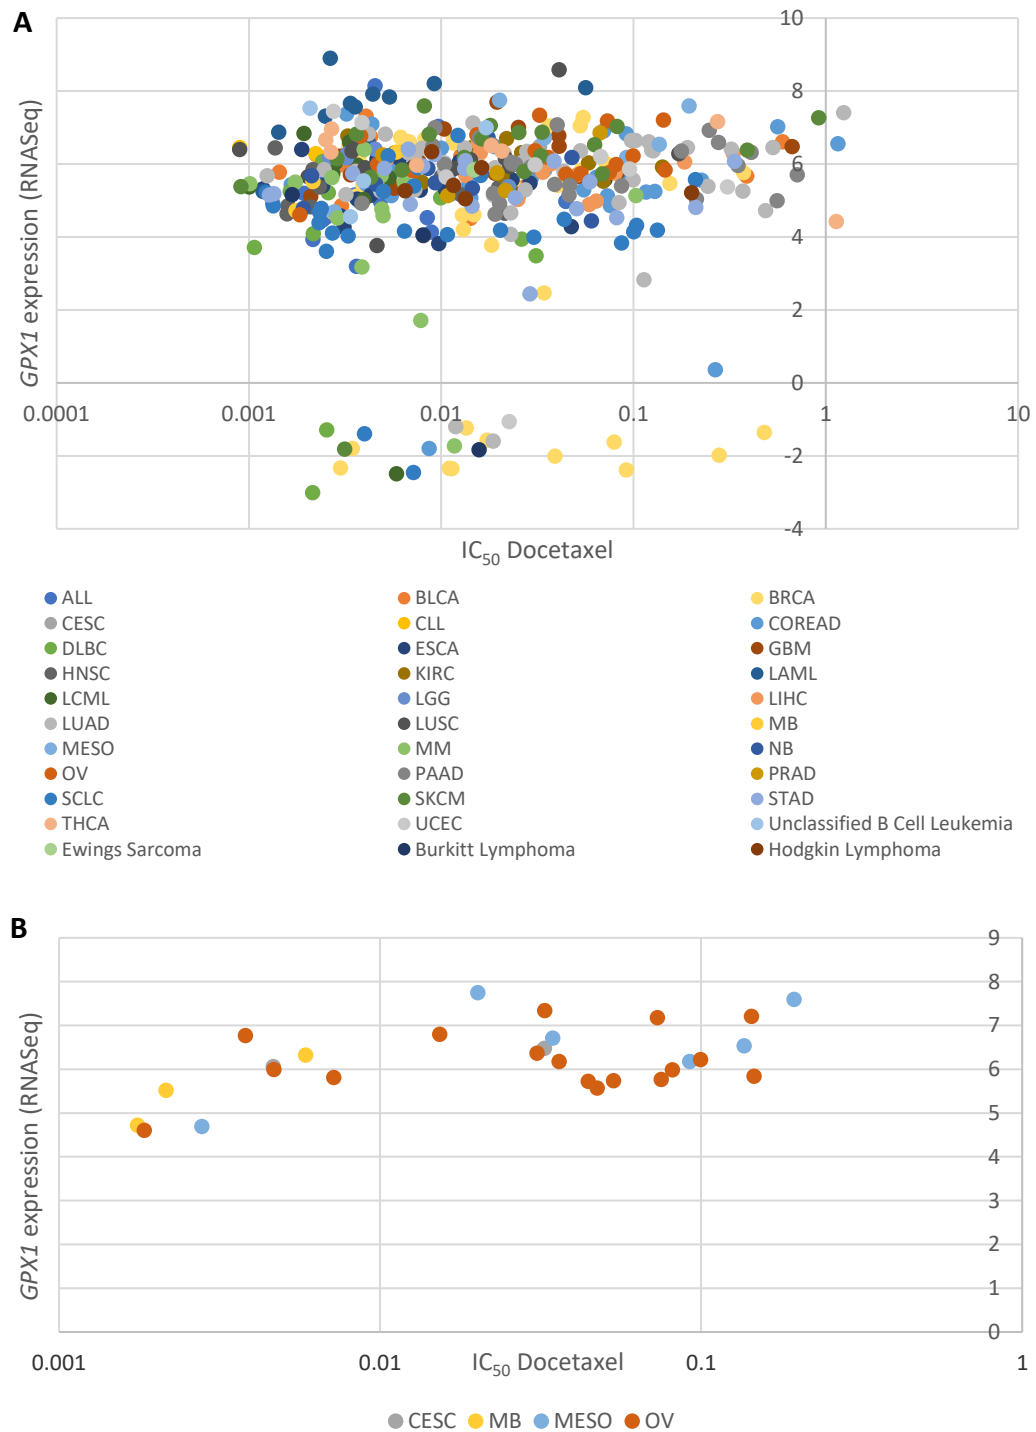 A
10
8
6
4
2
0
-2
-4
GPX1 expression (RNASeq)
0.0001 0.001 0.01 0.1 1 10
IC50 Docetaxel
ALL BLCA BRCA
CESC CLL COREAD
DLBC ESCA GBM
HNSC KIRC LAML
LCML LGG LIHC
LUAD LUSC MB
MESO MM NB
OV PAAD PRAD
SCLC SKCM STAD
THCA UCEC Unclassified B Cell Leukemia
Ewings Sarcoma Burkitt Lymphoma Hodgkin Lymphoma
B
9
8
7
6
5
4
3
2
1
0
GPX1 expression (RNASeq)
0.001 0.01 0.1 1
IC50 Docetaxel
CESC MB MESO OV